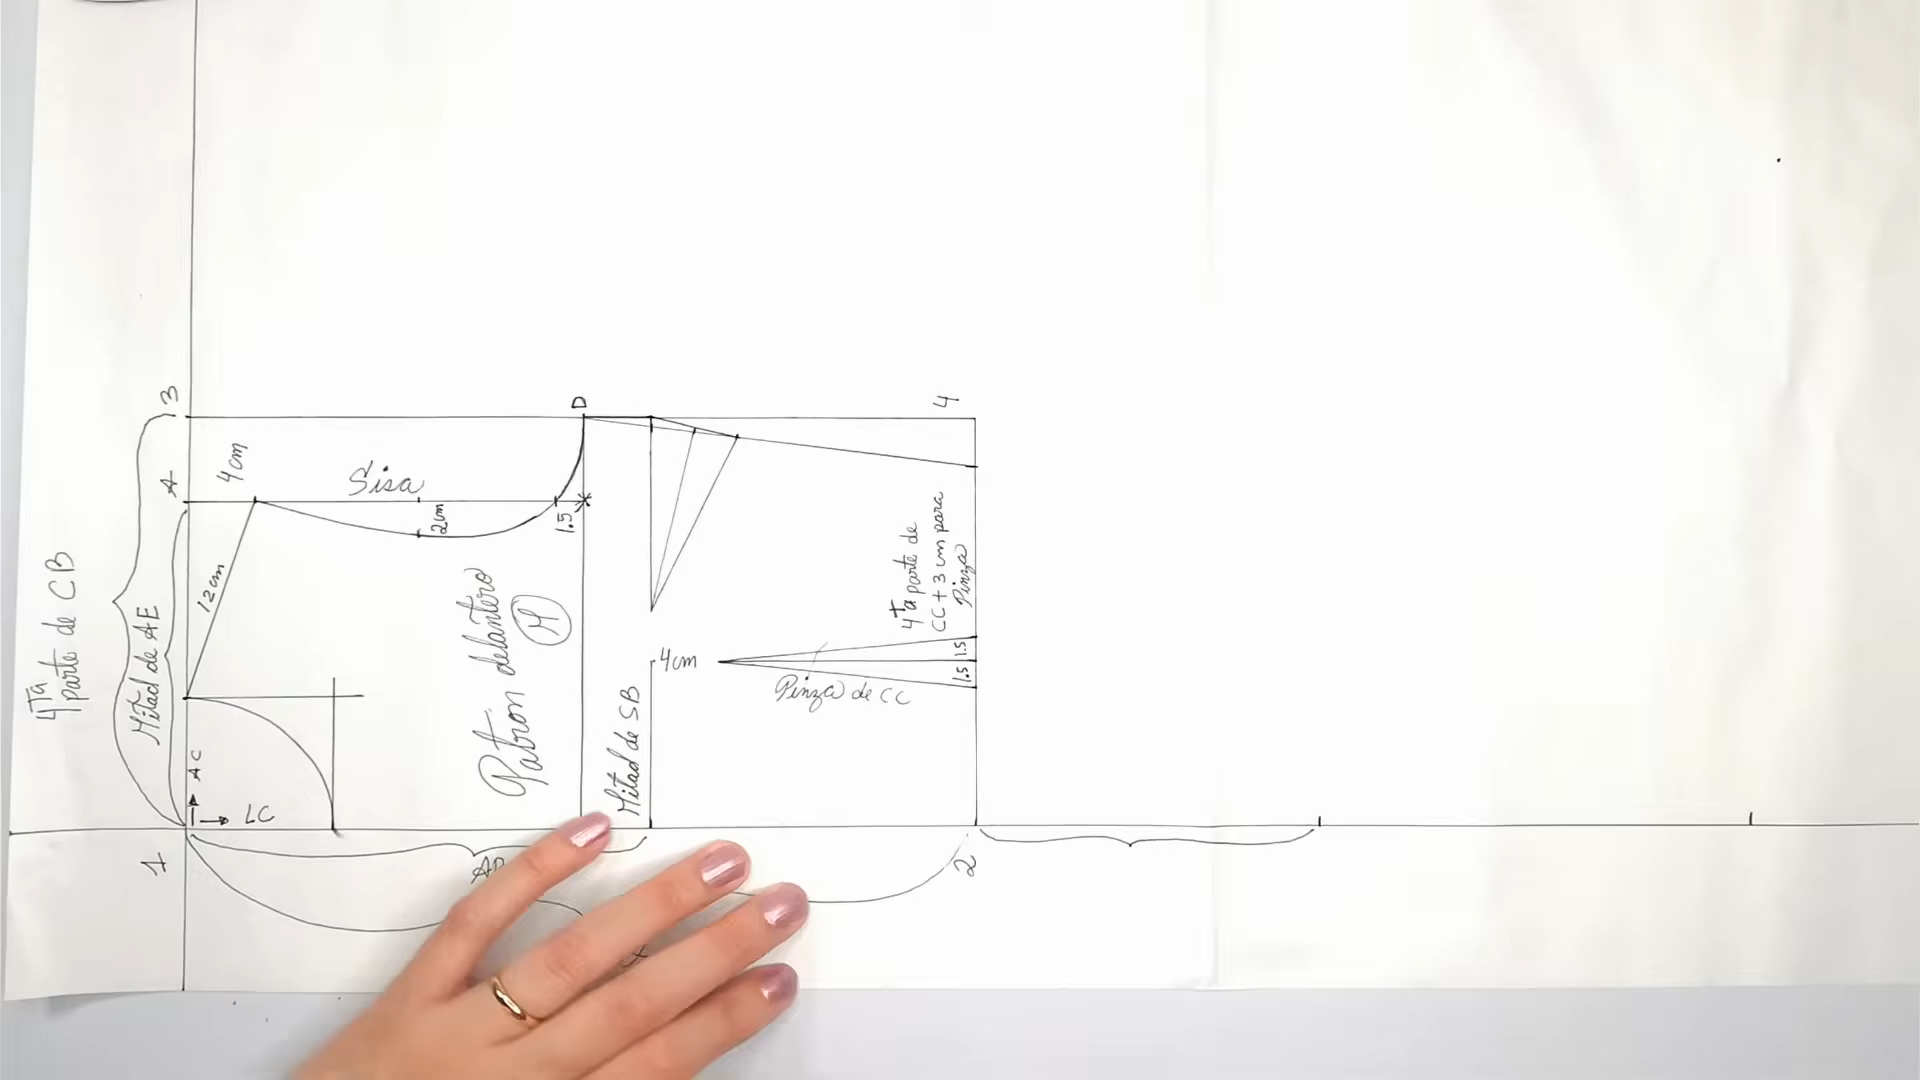 4Ta
parte de CB
Mitad de AE
3
A
4cm
12cm
AC
LC
1
Sisa
2cm
1.5
D
Patron delantero
M
Mitad de SB
4cm
Pinza de CC
4Ta parte de
CC + 3 cm para
Pinza
1.5
1.5
4
2